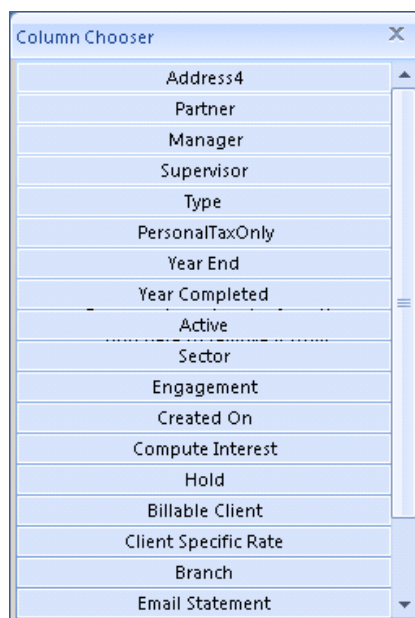 Column Chooser
Address4
Partner
Manager
Supervisor
Type
PersonalTaxOnly
Year End
Year Completed
Active
Sector
Engagement
Created On
Compute Interest
Hold
Billable Client
Client Specific Rate
Branch
Email Statement